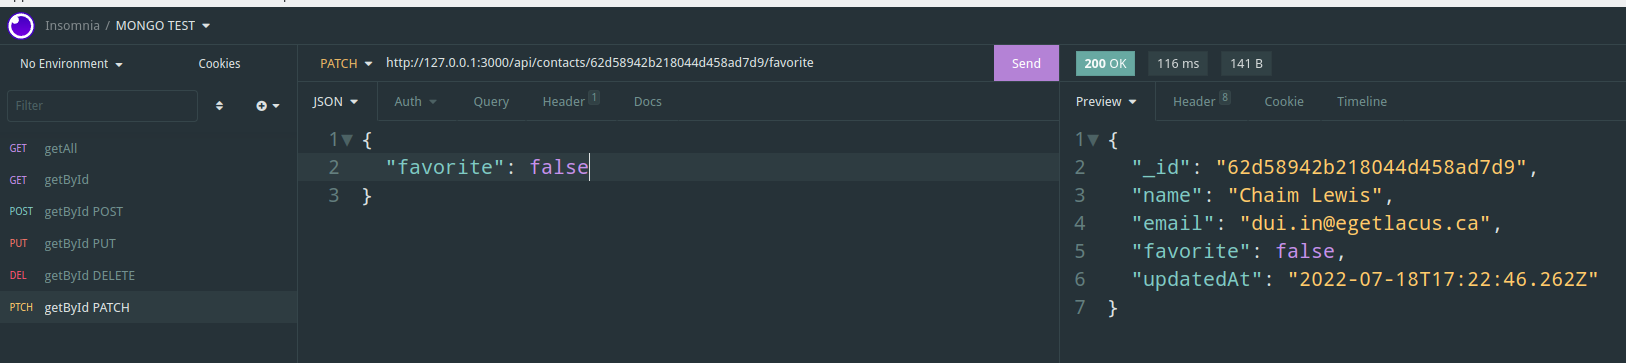 Insomnia / MONGO TEST
No Environment Cookies
Filter
GET getAll
GET getById
POST getById POST
PUT getById PUT
DEL getById DELETE
PTCH getById PATCH
PATCH http://127.0.0.1:3000/api/contacts/62d58942b218044d458ad7d9/favorite Send
JSON Auth Query Header 1 Docs
1 {
2 "favorite": false
3 }
200 OK 116 ms 141 B
Preview Header 8 Cookie Timeline
1 {
2 "_id": "62d58942b218044d458ad7d9",
3 "name": "Chaim Lewis",
4 "email": "dui.in@egetlacus.ca",
5 "favorite": false,
6 "updatedAt": "2022-07-18T17:22:46.262Z"
7 }